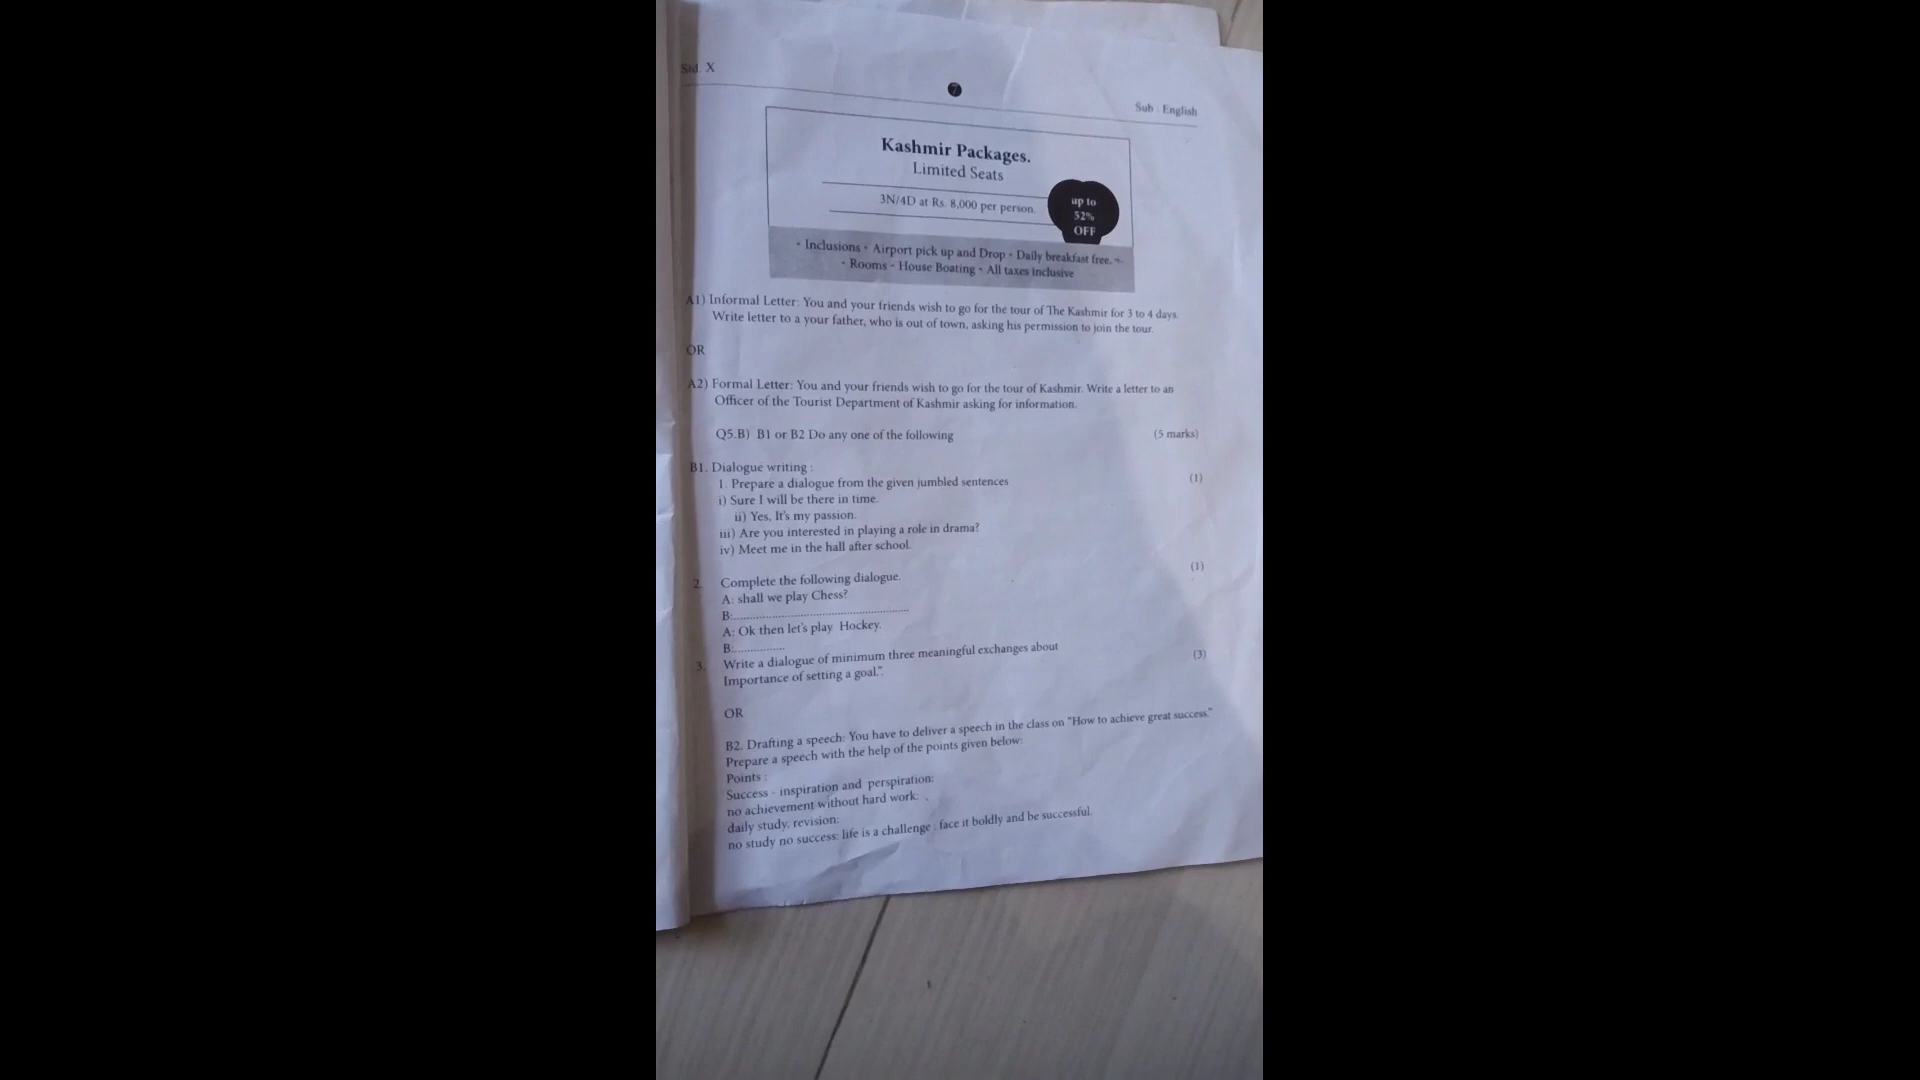 Std. X
7
Sub : English
Kashmir Packages.
Limited Seats
3N/4D at Rs. 8,000 per person.
up to
52%
OFF
• Inclusions • Airport pick up and Drop • Daily breakfast free. •
• Rooms - House Boating • All taxes inclusive
A1) Informal Letter: You and your friends wish to go for the tour of The Kashmir for 3 to 4 days.
Write letter to a your father, who is out of town, asking his permission to join the tour.
OR
A2) Formal Letter: You and your friends wish to go for the tour of Kashmir. Write a letter to an
Officer of the Tourist Department of Kashmir asking for information.
Q5.B) B1 or B2 Do any one of the following (5 marks)
B1. Dialogue writing :
1. Prepare a dialogue from the given jumbled sentences (1)
i) Sure I will be there in time.
ii) Yes, It's my passion.
iii) Are you interested in playing a role in drama?
iv) Meet me in the hall after school.
2. Complete the following dialogue. (1)
A: shall we play Chess?
B:......................................................
A: Ok then let's play Hockey.
B:................
3. Write a dialogue of minimum three meaningful exchanges about (3)
Importance of setting a goal.".
OR
B2. Drafting a speech: You have to deliver a speech in the class on "How to achieve great success."
Prepare a speech with the help of the points given below:
Points :
Success - inspiration and perspiration:
no achievement without hard work:
daily study, revision:
no study no success: life is a challenge : face it boldly and be successful.